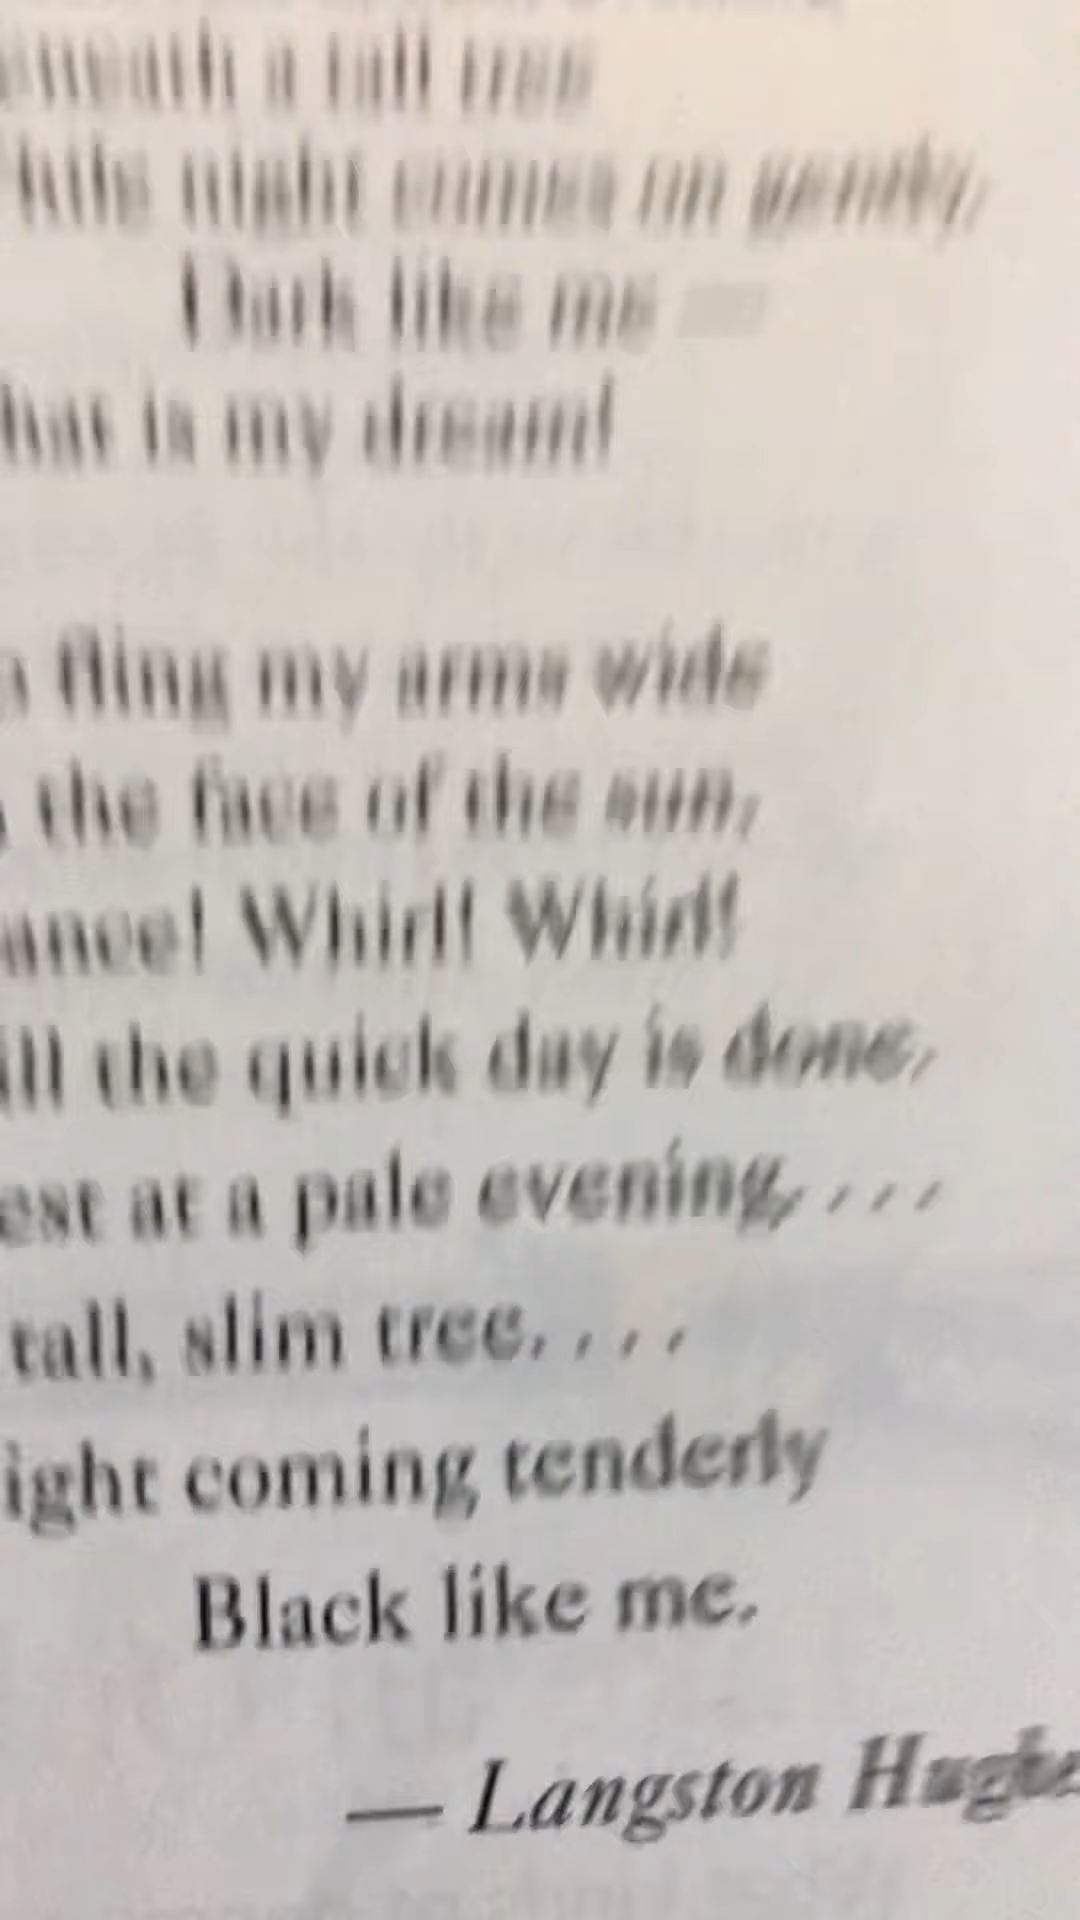 eneath a tall tree
hile night comes on gently,
Dark like me
hat is my dream!
o fling my arms wide
the face of the sun,
ance! Whirl! Whirl!
ill the quick day is done.
est at a pale evening. . . .
tall, slim tree. . . .
ight coming tenderly
Black like me.
— Langston Hughes